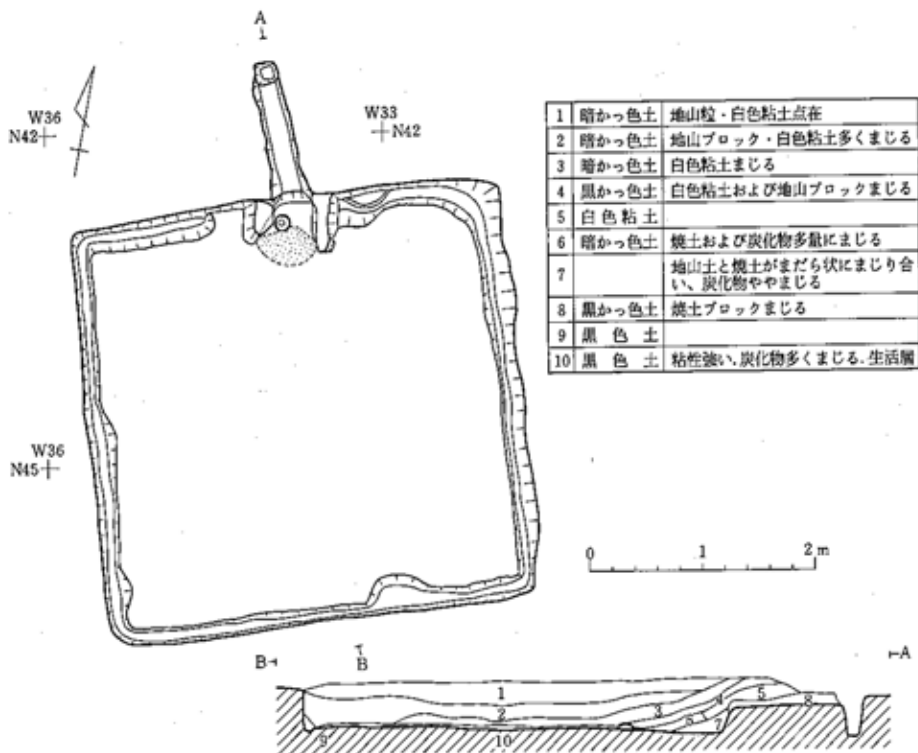 A
W36
N42
W33
N42
1 暗かっ色土 地山粒・白色粘土点在
2 暗かっ色土 地山ブロック・白色粘土多くまじる
3 暗かっ色土 白色粘土まじる
4 黒かっ色土 白色粘土および地山ブロックまじる
5 白色粘土
6 暗かっ色土 焼土および炭化物多量にまじる
7 地山土と焼土がまだら状にまじり合
い、炭化物ややまじる
8 黒かっ色土 焼土ブロックまじる
9 黒色土
10 黒色土 粘性強い、炭化物多くまじる、生活層
W36
N45
0 1 2 m
B
B
A
1
2
3
4
5
6
7
8
9
10